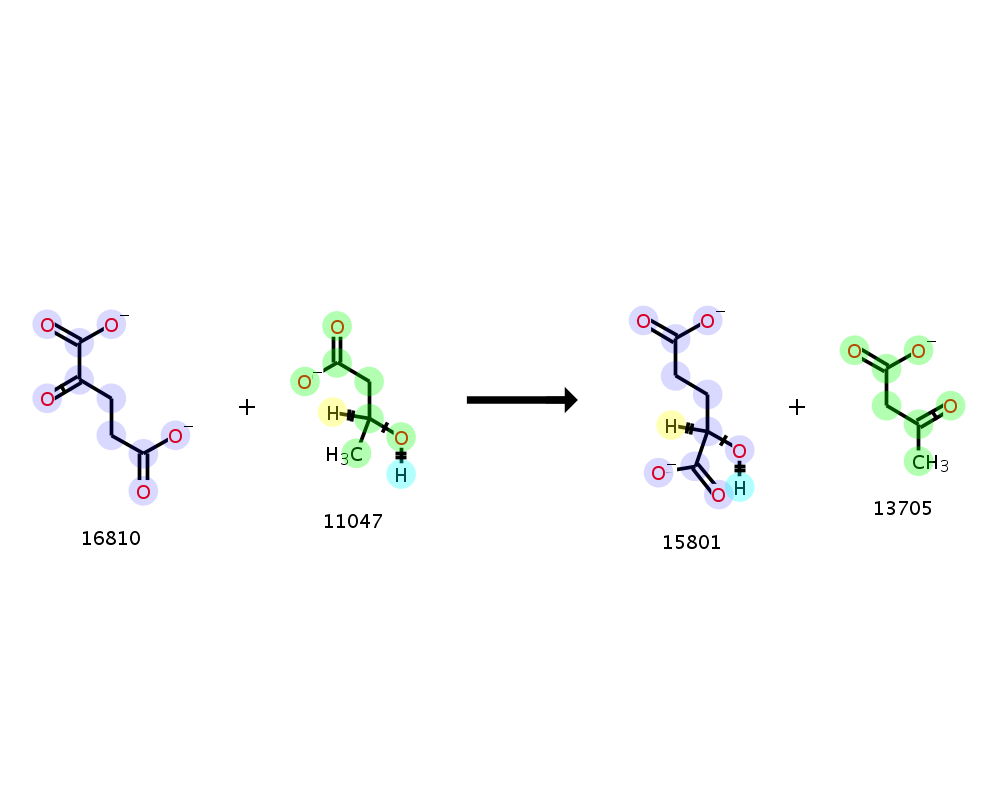 O O⁻ O O⁻ O
16810
+
O O⁻ H O H₃C H
11047
O O⁻ H O O⁻ O H
15801
+
O O⁻ O CH₃
13705